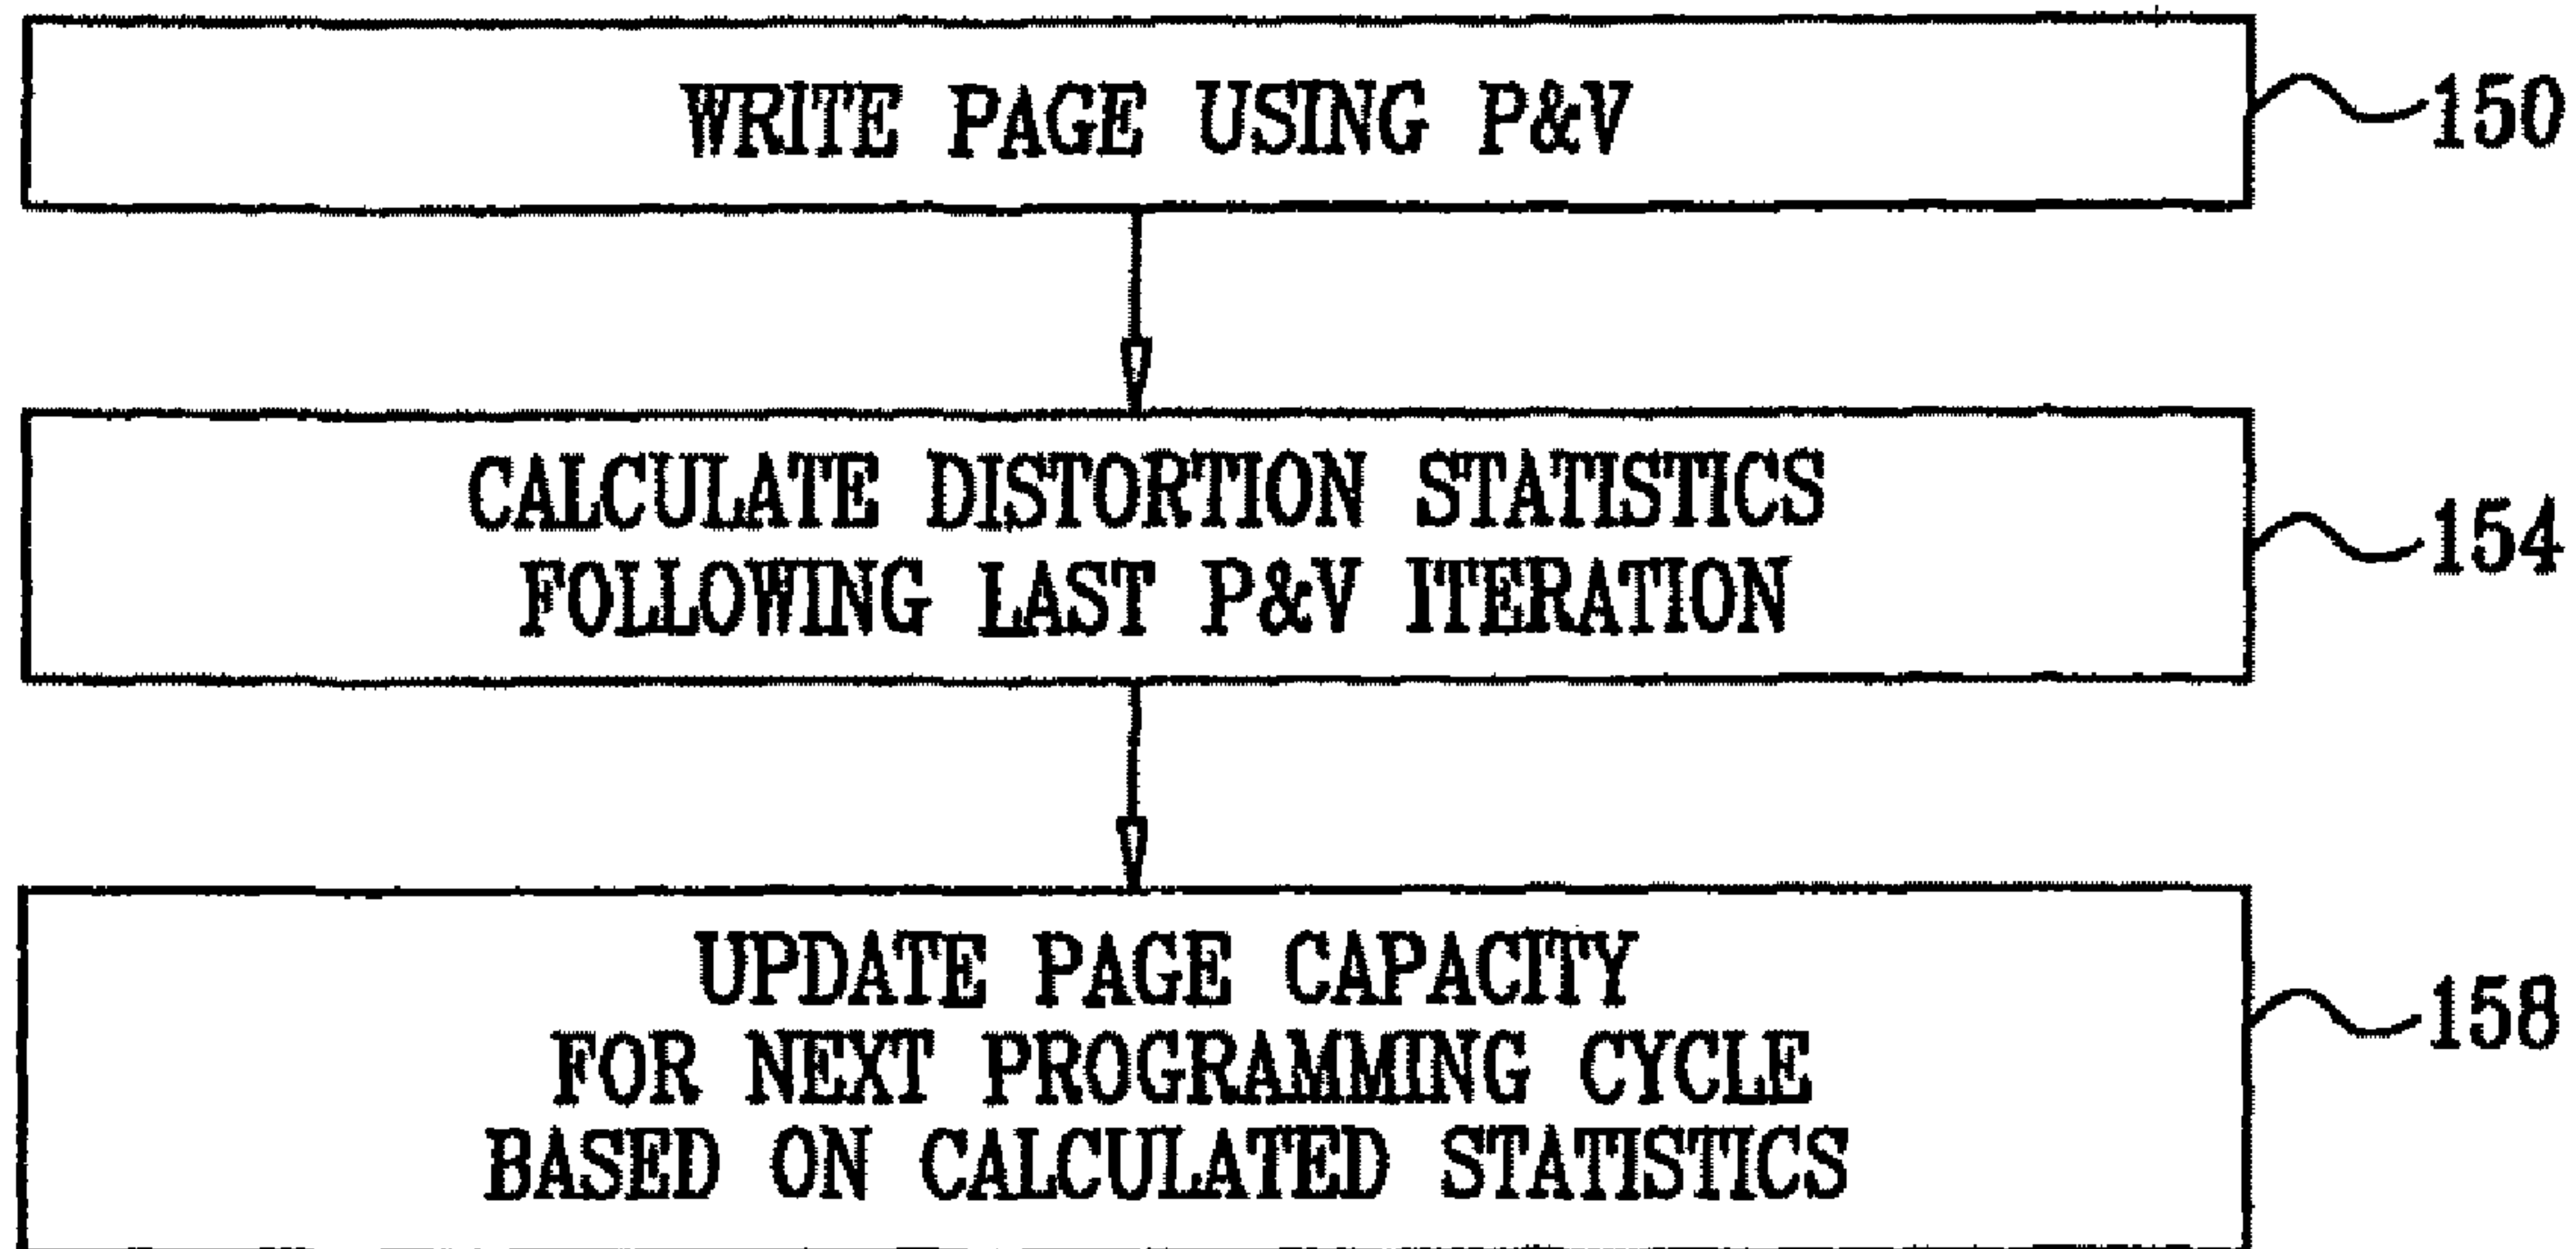 WRITE PAGE USING P&V
150
CALCULATE DISTORTION STATISTICS
FOLLOWING LAST P&V ITERATION
154
UPDATE PAGE CAPACITY
FOR NEXT PROGRAMMING CYCLE
BASED ON CALCULATED STATISTICS
158